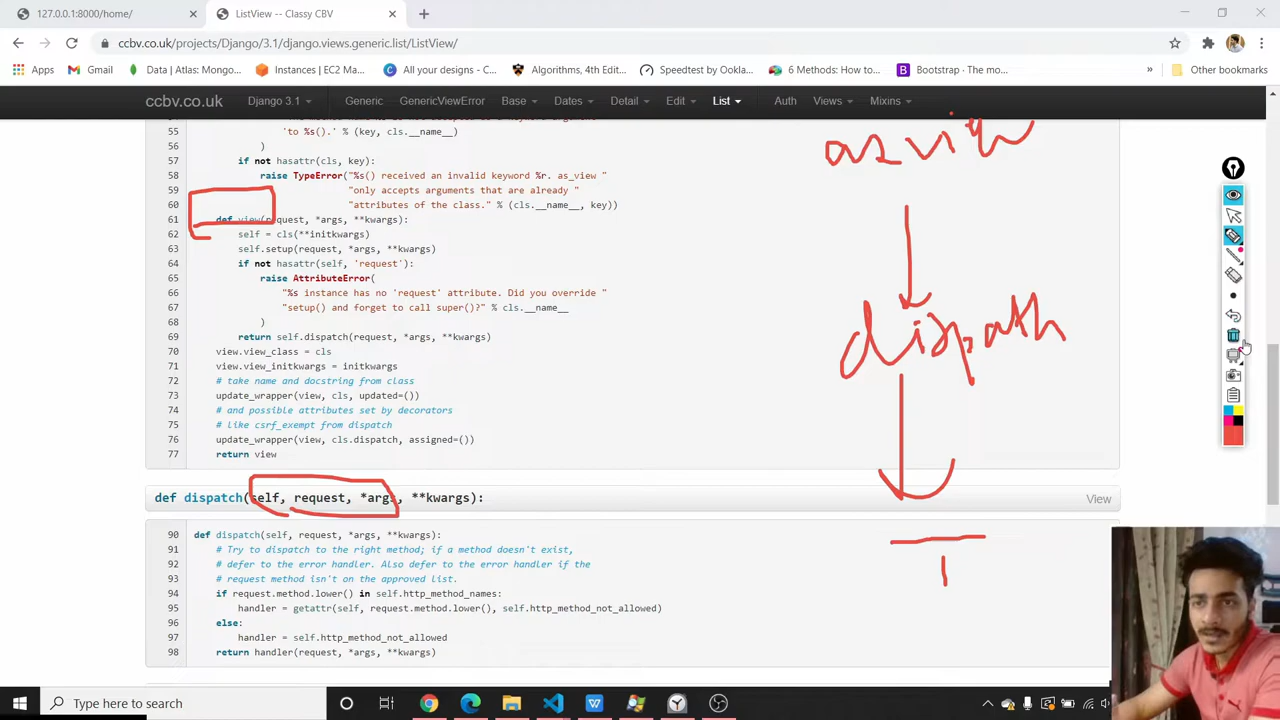 127.0.0.1:8000/home/
ListView -- Classy CBV
ccbv.co.uk/projects/Django/3.1/django.views.generic.list/ListView/
Apps
Gmail
Data | Atlas: Mongo...
Instances | EC2 Ma...
All your designs - C...
Algorithms, 4th Edit...
Speedtest by Ookla...
6 Methods: How to...
Bootstrap · The mo...
»
Other bookmarks
ccbv.co.uk
Django 3.1
Generic
GenericViewError
Base
Dates
Detail
Edit
List
Auth
Views
Mixins
55 'to %s().' % (key, cls.__name__)
56 )
57 if not hasattr(cls, key):
58 raise TypeError("%s() received an invalid keyword %r. as_view "
59 "only accepts arguments that are already "
60 "attributes of the class." % (cls.__name__, key))
61 def view(request, *args, **kwargs):
62 self = cls(**initkwargs)
63 self.setup(request, *args, **kwargs)
64 if not hasattr(self, 'request'):
65 raise AttributeError(
66 "%s instance has no 'request' attribute. Did you override "
67 "setup() and forget to call super()?" % cls.__name__
68 )
69 return self.dispatch(request, *args, **kwargs)
70 view.view_class = cls
71 view.view_initkwargs = initkwargs
72 # take name and docstring from class
73 update_wrapper(view, cls, updated=())
74 # and possible attributes set by decorators
75 # like csrf_exempt from dispatch
76 update_wrapper(view, cls.dispatch, assigned=())
77 return view
def dispatch(self, request, *args, **kwargs):
View
90 def dispatch(self, request, *args, **kwargs):
91 # Try to dispatch to the right method; if a method doesn't exist,
92 # defer to the error handler. Also defer to the error handler if the
93 # request method isn't on the approved list.
94 if request.method.lower() in self.http_method_names:
95 handler = getattr(self, request.method.lower(), self.http_method_not_allowed)
96 else:
97 handler = self.http_method_not_allowed
98 return handler(request, *args, **kwargs)
dispath
Type here to search